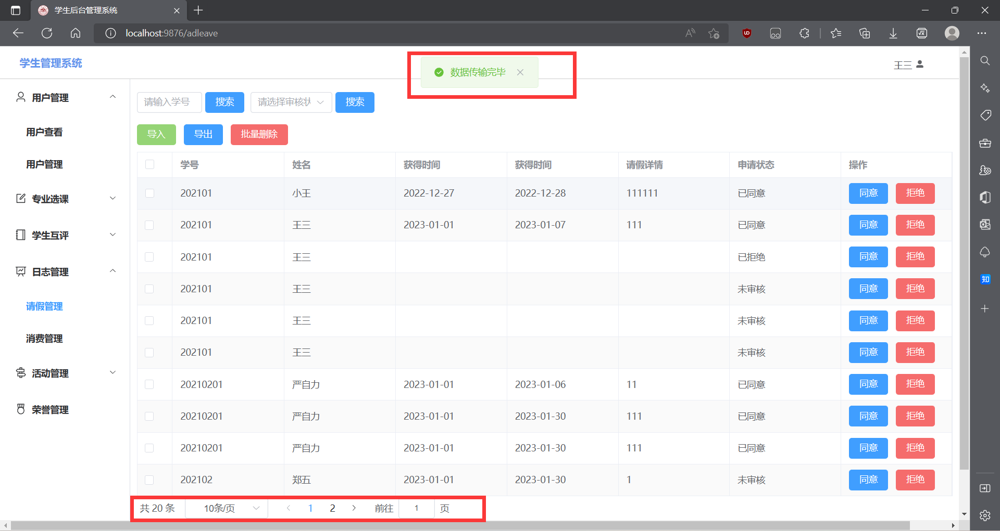 学生后台管理系统
localhost:9876/adleave
学生管理系统
数据传输完毕
王三
用户管理
用户查看
用户管理
专业选课
学生互评
日志管理
请假管理
消费管理
活动管理
荣誉管理
请输入学号 搜索 请选择审核状 搜索
导入 导出 批量删除
学号 姓名 获得时间 获得时间 请假详情 申请状态 操作
202101 小王 2022-12-27 2022-12-28 111111 已同意 同意 拒绝
202101 王三 2023-01-01 2023-01-07 111 已同意 同意 拒绝
202101 王三 已拒绝 同意 拒绝
202101 王三 未审核 同意 拒绝
202101 王三 未审核 同意 拒绝
202101 王三 未审核 同意 拒绝
20210201 严自力 2023-01-01 2023-01-06 11 已同意 同意 拒绝
20210201 严自力 2023-01-01 2023-01-30 111 已同意 同意 拒绝
20210201 严自力 2023-01-01 2023-01-30 111 已同意 同意 拒绝
202102 郑五 2023-01-01 2023-01-30 1 未审核 同意 拒绝
共 20 条 10条/页 1 2 前往 1 页
知